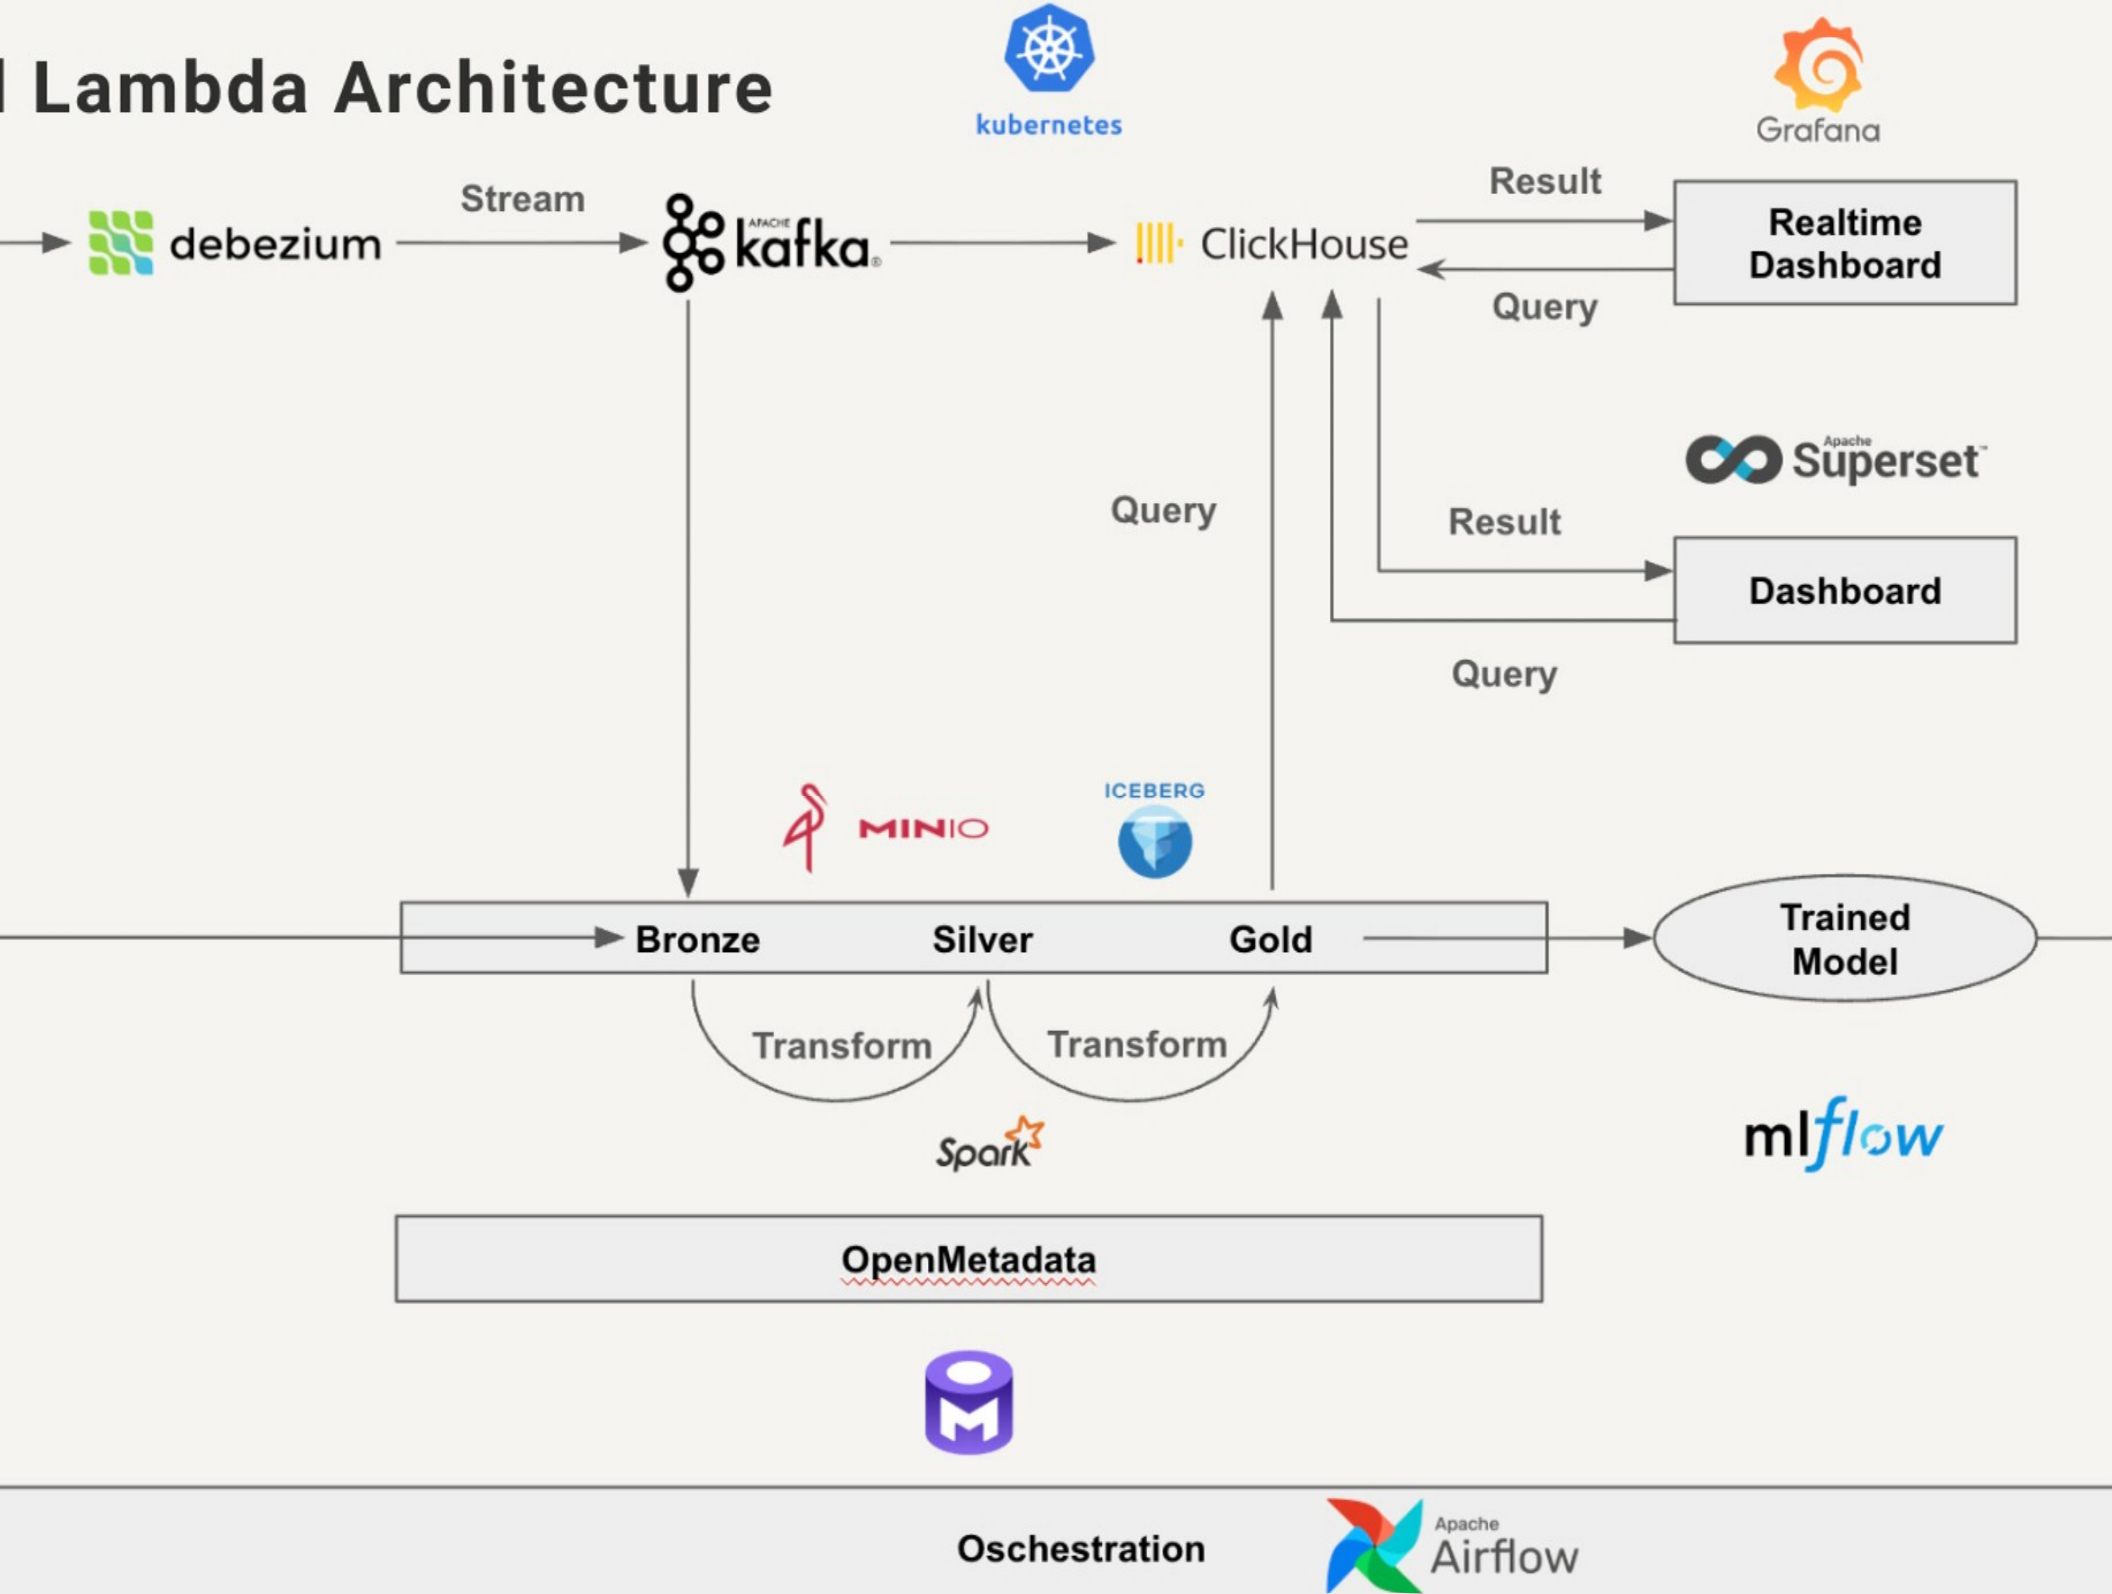 Lambda Architecture
kubernetes
Grafana
debezium
Stream
APACHE
kafka®
ClickHouse
Result
Query
Realtime
Dashboard
Apache
Superset™
Query
Result
Dashboard
Query
MINIO
ICEBERG
Bronze
Silver
Gold
Trained
Model
Transform
Transform
Spark
mlflow
OpenMetadata
M
Oschestration
Apache
Airflow